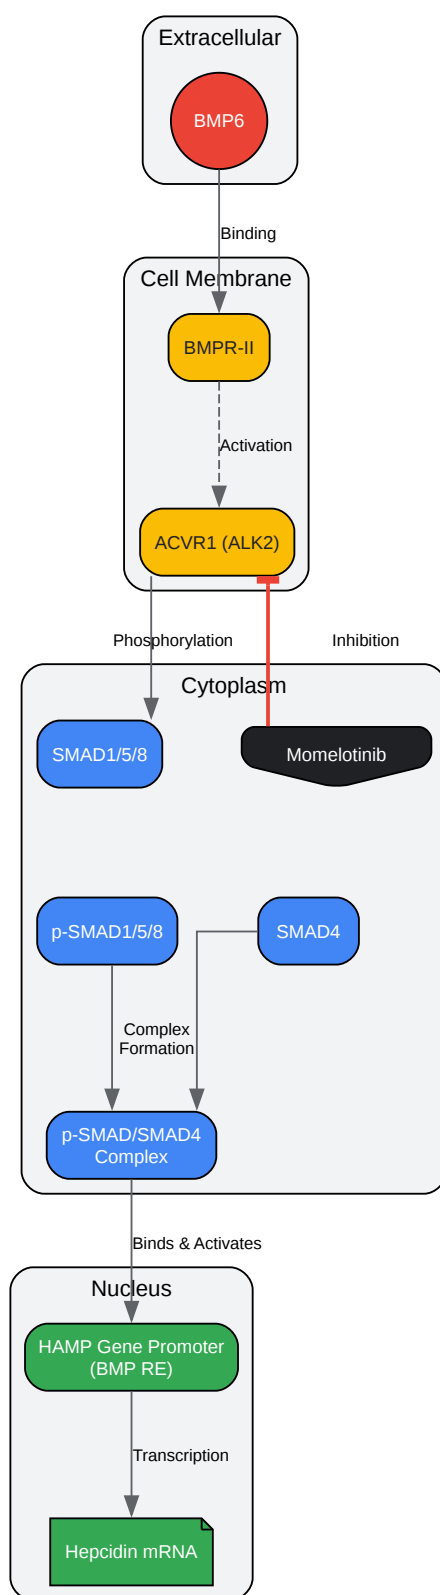 Extracellular
BMP6
Binding
Cell Membrane
BMPR-II
Activation
ACVR1 (ALK2)
Phosphorylation
Inhibition
Cytoplasm
SMAD1/5/8
Momelotinib
p-SMAD1/5/8
SMAD4
Complex
Formation
p-SMAD/SMAD4
Complex
Binds & Activates
Nucleus
HAMP Gene Promoter
(BMP RE)
Transcription
Hepcidin mRNA